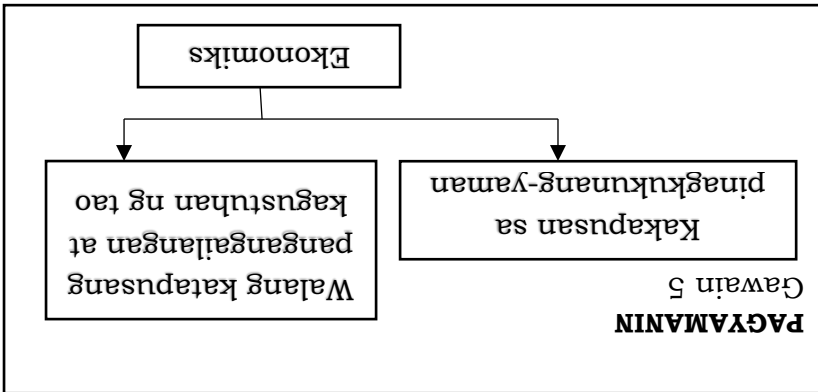 PAGYAMANIN
Gawain 5
Kakapusan sa
pinagkukunang-yaman
Walang katapusang
pangangailangan at
kagustuhan ng tao
Ekonomiks